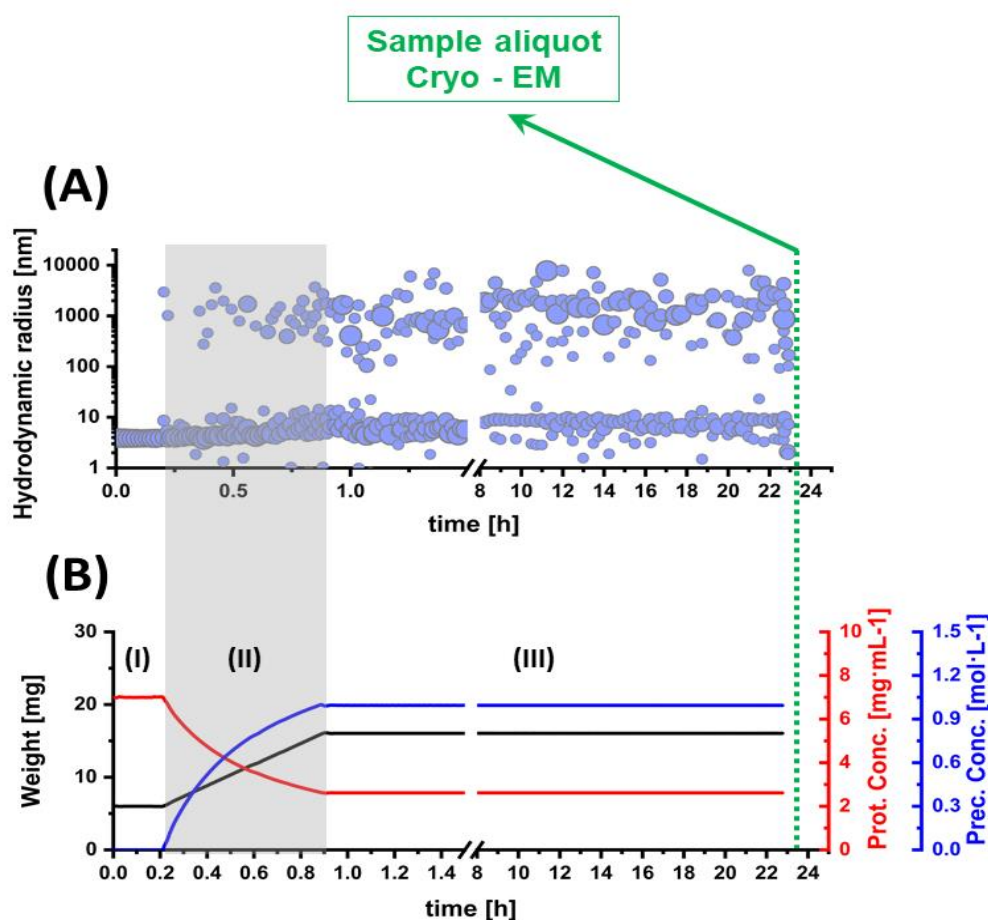 Sample aliquot
Cryo - EM
(A)
Hydrodynamic radius [nm]
10000
1000
100
10
1
0.0 0.5 1.0 8 10 12 14 16 18 20 22 24
time [h]
(B)
Weight [mg]
30
20
10
0
(I) (II) (III)
0.0 0.2 0.4 0.6 0.8 1.0 1.2 1.4 8 10 12 14 16 18 20 22 24
time [h]
10
8
6
4
2
0
Prot. Conc. [mg·mL-1]
1.5
1.2
0.9
0.6
0.3
0.0
Prec. Conc. [mol·L-1]